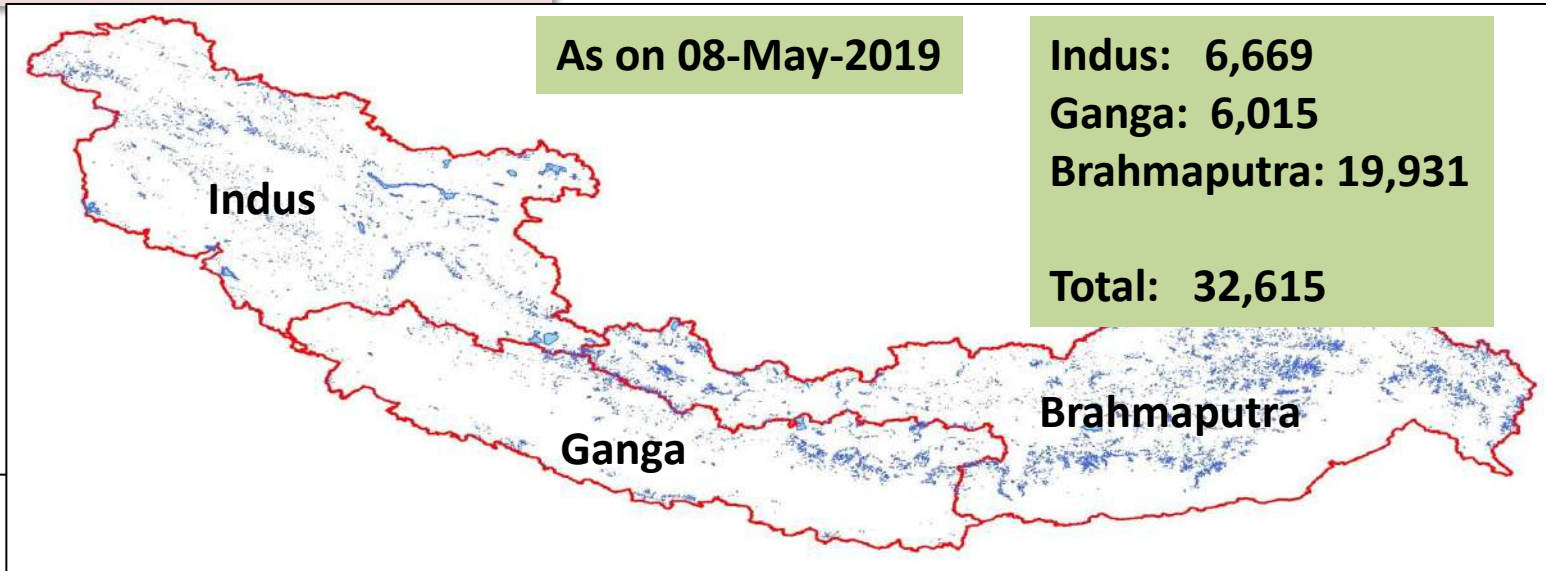 As on 08-May-2019
Indus: 6,669
Ganga: 6,015
Brahmaputra: 19,931
Total: 32,615
Indus
Ganga
Brahmaputra